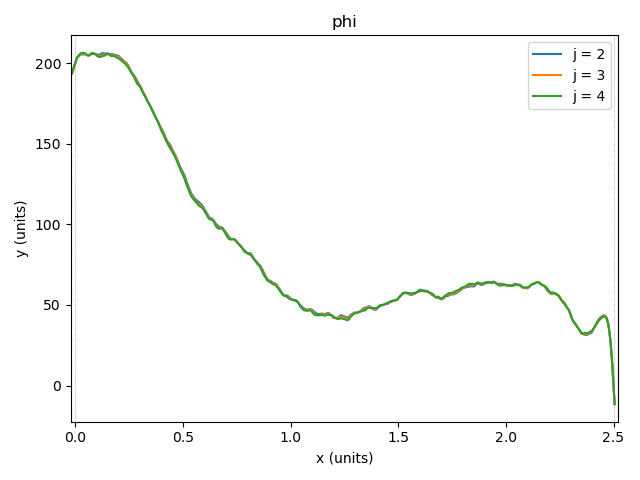 phi
j = 2
j = 3
j = 4
y (units)
200
150
100
50
0
0.0 0.5 1.0 1.5 2.0 2.5
x (units)